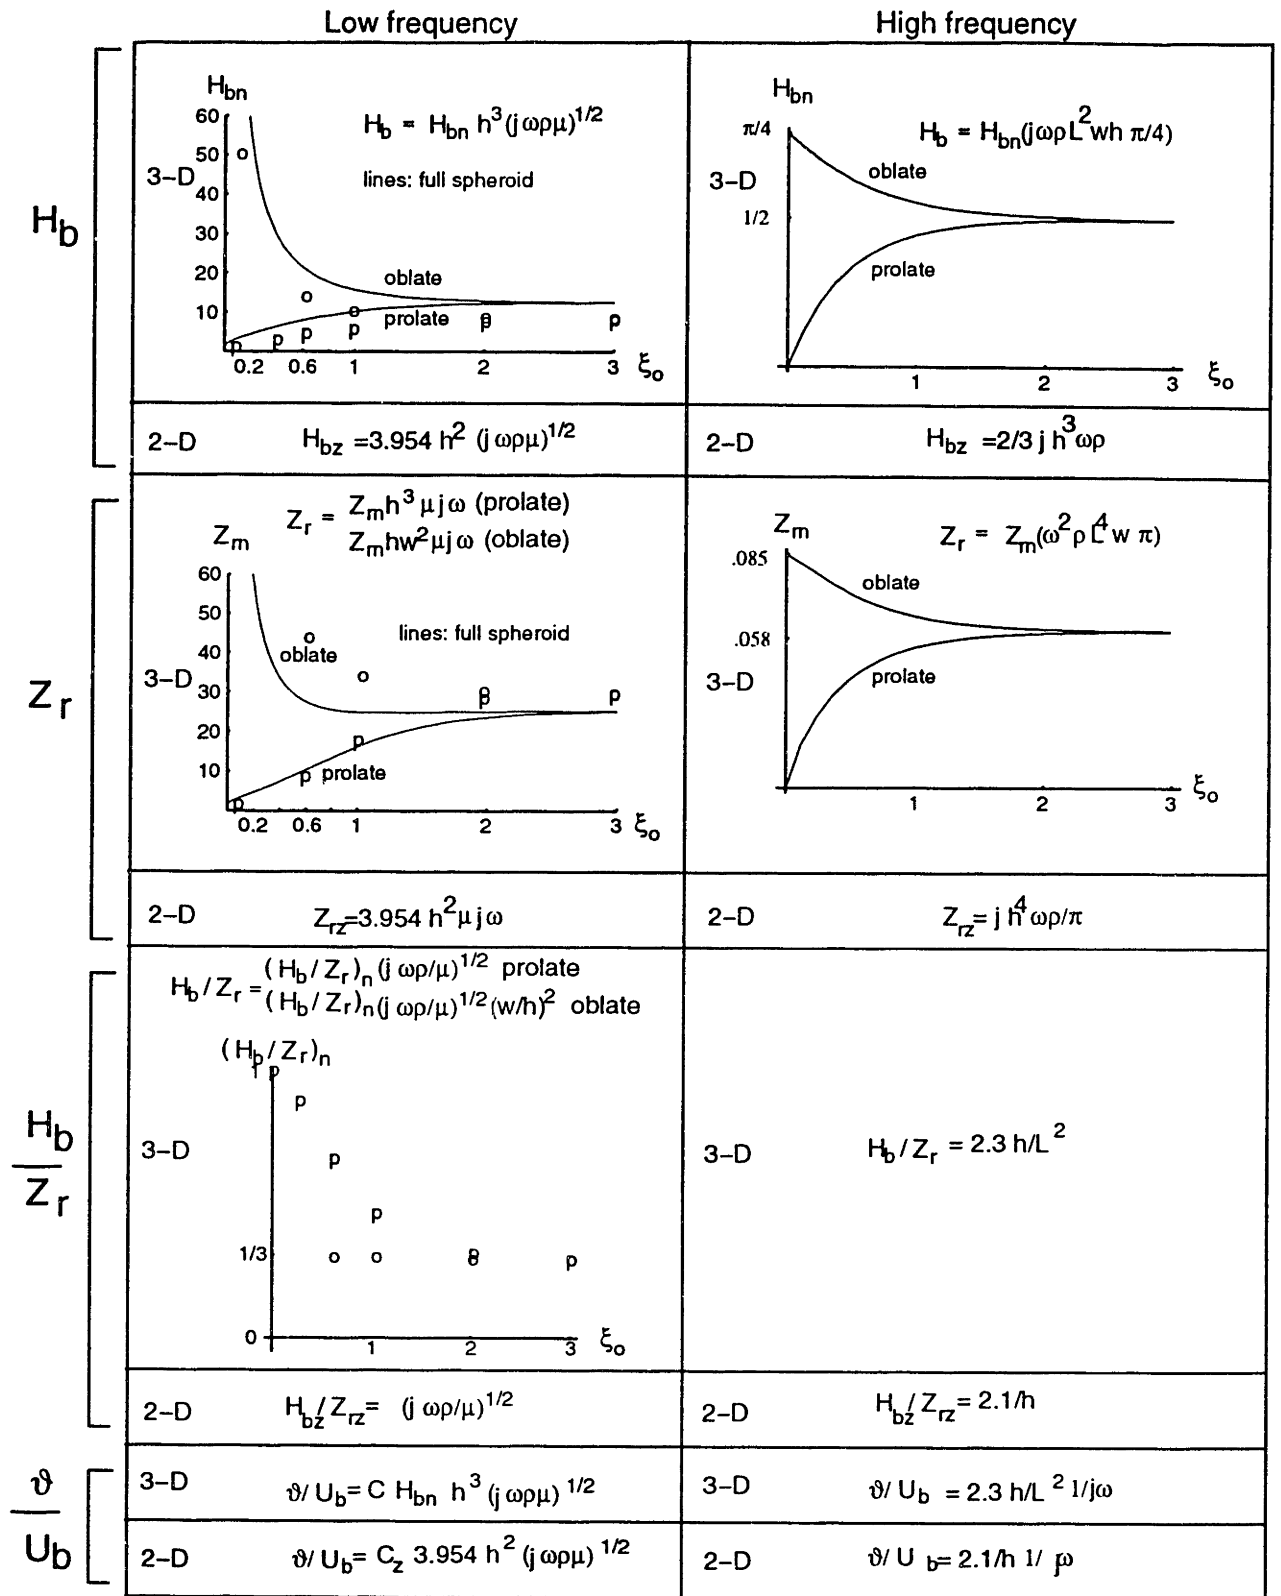 Low frequency High frequency
H_b
3-D
H_bn
60
50
40
30
20
10
H_b = H_bn h^3 (jωρμ)^1/2
lines: full spheroid
oblate
prolate
o
o
o
8
p
p
p
p
p
p
0.2 0.6 1 2 3 ξ_o
3-D
H_bn
π/4
1/2
H_b = H_bn(jωρL^2wh π/4)
oblate
prolate
1 2 3 ξ_o
2-D H_bz =3.954 h^2 (jωρμ)^1/2
2-D H_bz =2/3 j h^3 ωρ
Z_r
3-D
Z_m
Z_r = Z_m h^3 μjω (prolate)
Z_m hw^2 μjω (oblate)
60
50
40
30
20
10
lines: full spheroid
oblate
prolate
o
o
o
p
p
p
p
p
0.2 0.6 1 2 3 ξ_o
3-D
Z_m
.085
.058
Z_r = Z_m(ω^2 ρ L^4 w π)
oblate
prolate
1 2 3 ξ_o
2-D Z_rz=3.954 h^2 μjω
2-D Z_rz= j h^4 ωρ/π
H_b
Z_r
H_b/Z_r = (H_b/Z_r)_n (jωρ/μ)^1/2 prolate
(H_b/Z_r)_n (jωρ/μ)^1/2 (w/h)^2 oblate
(H_b/Z_r)_n
3-D
1
p
p
p
p
1/3
o
o
8
p
0
1 2 3 ξ_o
3-D H_b/Z_r = 2.3 h/L^2
2-D H_bz/Z_rz= (jωρ/μ)^1/2
2-D H_bz/Z_rz= 2.1/h
ϑ
U_b
3-D ϑ/ U_b= C H_bn h^3 (jωρμ)^1/2
3-D ϑ/ U_b = 2.3 h/L^2 1/jω
2-D ϑ/ U_b= C_z 3.954 h^2 (jωρμ)^1/2
2-D ϑ/ U_b= 2.1/h 1/ jω